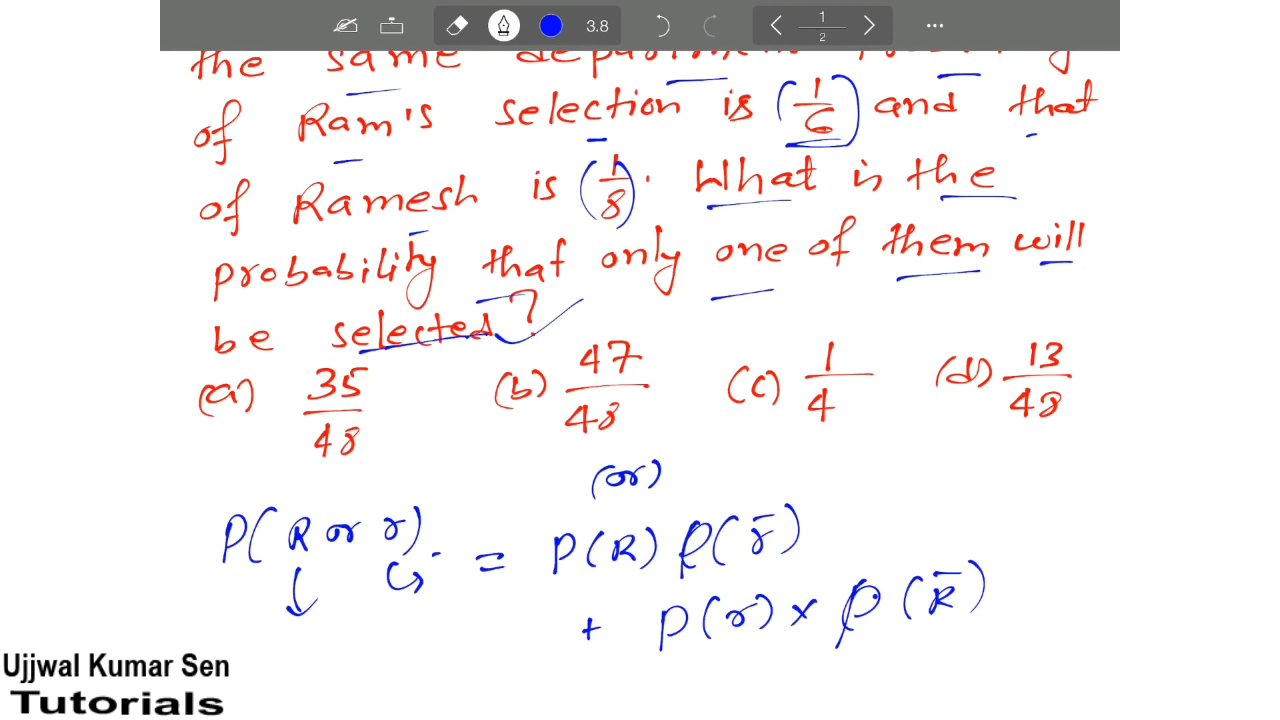 3.8
1
2
the same
of Ram's selection is (1/6) and that
of Ramesh is (1/8). What is the
probability that only one of them will
be selected?
(a) 35/48 (b) 47/48 (c) 1/4 (d) 13/48
(or)
P(R or r) = P(R) P(r̄)
+ P(r) × P(R̄)
Ujjwal Kumar Sen
Tutorials